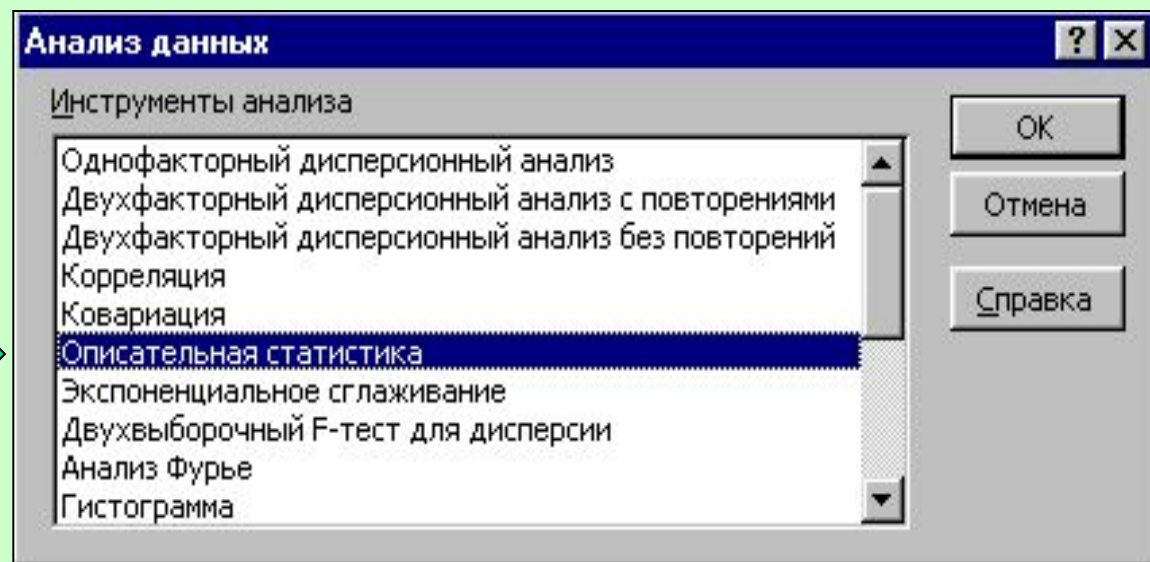 Анализ данных
?
Инструменты анализа
Однофакторный дисперсионный анализ
Двухфакторный дисперсионный анализ с повторениями
Двухфакторный дисперсионный анализ без повторений
Корреляция
Ковариация
Описательная статистика
Экспоненциальное сглаживание
Двухвыборочный F-тест для дисперсии
Анализ Фурье
Гистограмма
OK
Отмена
Справка